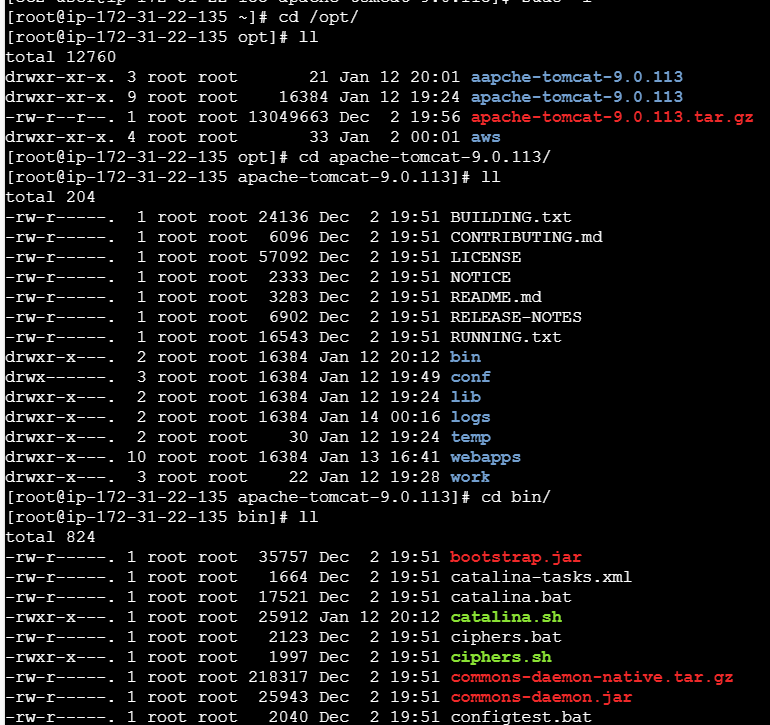 [root@ip-172-31-22-135 ~]# cd /opt/
[root@ip-172-31-22-135 opt]# ll
total 12760
drwxr-xr-x. 3 root root       21 Jan 12 20:01 aapche-tomcat-9.0.113
drwxr-xr-x. 9 root root    16384 Jan 12 19:24 apache-tomcat-9.0.113
-rw-r--r--. 1 root root 13049663 Dec  2 19:56 apache-tomcat-9.0.113.tar.gz
drwxr-xr-x. 4 root root       33 Jan  2 00:01 aws
[root@ip-172-31-22-135 opt]# cd apache-tomcat-9.0.113/
[root@ip-172-31-22-135 apache-tomcat-9.0.113]# ll
total 204
-rw-r-----.  1 root root 24136 Dec  2 19:51 BUILDING.txt
-rw-r-----.  1 root root  6096 Dec  2 19:51 CONTRIBUTING.md
-rw-r-----.  1 root root 57092 Dec  2 19:51 LICENSE
-rw-r-----.  1 root root  2333 Dec  2 19:51 NOTICE
-rw-r-----.  1 root root  3283 Dec  2 19:51 README.md
-rw-r-----.  1 root root  6902 Dec  2 19:51 RELEASE-NOTES
-rw-r-----.  1 root root 16543 Dec  2 19:51 RUNNING.txt
drwxr-x---.  2 root root 16384 Jan 12 20:12 bin
drwx------.  3 root root 16384 Jan 12 19:49 conf
drwxr-x---.  2 root root 16384 Jan 12 19:24 lib
drwxr-x---.  2 root root 16384 Jan 14 00:16 logs
drwxr-x---.  2 root root    30 Jan 12 19:24 temp
drwxr-x---. 10 root root 16384 Jan 13 16:41 webapps
drwxr-x---.  3 root root    22 Jan 12 19:28 work
[root@ip-172-31-22-135 apache-tomcat-9.0.113]# cd bin/
[root@ip-172-31-22-135 bin]# ll
total 824
-rw-r-----. 1 root root  35757 Dec  2 19:51 bootstrap.jar
-rw-r-----. 1 root root   1664 Dec  2 19:51 catalina-tasks.xml
-rw-r-----. 1 root root  17521 Dec  2 19:51 catalina.bat
-rwxr-x---. 1 root root  25912 Jan 12 20:12 catalina.sh
-rw-r-----. 1 root root   2123 Dec  2 19:51 ciphers.bat
-rwxr-x---. 1 root root   1997 Dec  2 19:51 ciphers.sh
-rw-r-----. 1 root root 218317 Dec  2 19:51 commons-daemon-native.tar.gz
-rw-r-----. 1 root root  25943 Dec  2 19:51 commons-daemon.jar
-rw-r-----. 1 root root   2040 Dec  2 19:51 configtest.bat